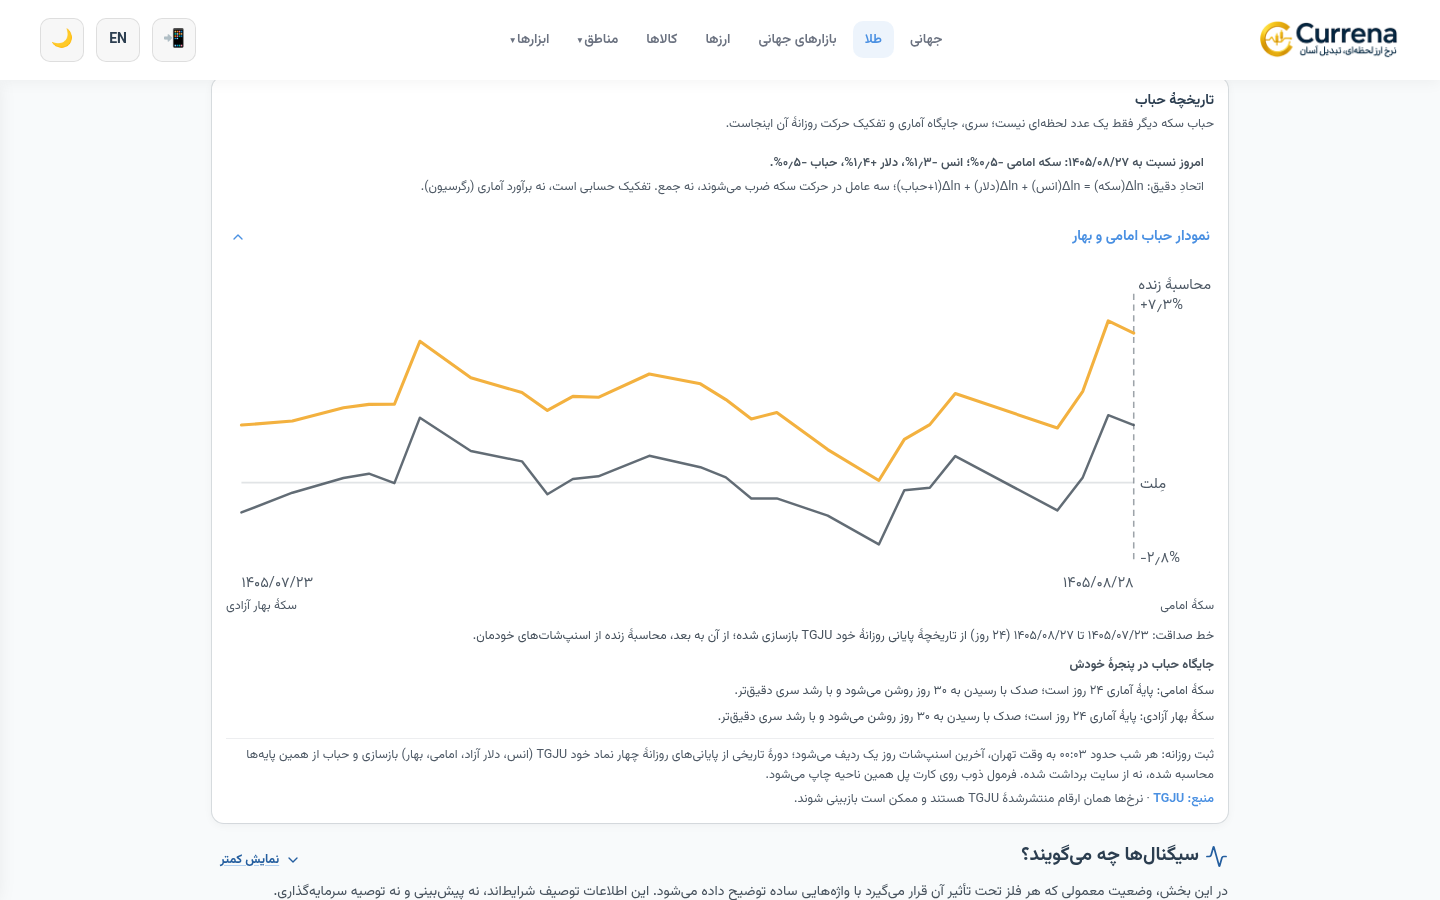 Currena
نرخ ارز لحظه‌ای، تبدیل آسان
جهانی
طلا
بازارهای جهانی
ارزها
کالاها
مناطق ▾
ابزارها ▾
EN
تاریخچهٔ حباب
حباب سکه دیگر فقط یک عدد لحظه‌ای نیست؛ سری، جایگاه آماری و تفکیک حرکت روزانهٔ آن اینجاست.
امروز نسبت به ۱۴۰۵/۰۸/۲۷: سکه امامی -۰٫۵%؛ انس -۱٫۳%، دلار +۱٫۴%، حباب -۰٫۵%.
اتحادِ دقیق: Δln(سکه) = Δln(انس) + Δln(دلار) + Δln(۱+حباب)؛ سه عامل در حرکت سکه ضرب می‌شوند، نه جمع. تفکیک حسابی است، نه برآورد آماری (رگرسیون).
نمودار حباب امامی و بهار
محاسبهٔ زنده
+۷٫۳%
مِلت
-۲٫۸%
۱۴۰۵/۰۷/۲۳
۱۴۰۵/۰۸/۲۸
سکهٔ امامی
سکهٔ بهار آزادی
خط صداقت: ۱۴۰۵/۰۷/۲۳ تا ۱۴۰۵/۰۸/۲۷ (۲۴ روز) از تاریخچهٔ پایانی روزانهٔ خود TGJU بازسازی شده؛ از آن به بعد، محاسبهٔ زنده از اسنپ‌شات‌های خودمان.
جایگاه حباب در پنجرهٔ خودش
سکهٔ امامی: پایهٔ آماری ۲۴ روز است؛ صدک با رسیدن به ۳۰ روز روشن می‌شود و با رشد سری دقیق‌تر.
سکهٔ بهار آزادی: پایهٔ آماری ۲۴ روز است؛ صدک با رسیدن به ۳۰ روز روشن می‌شود و با رشد سری دقیق‌تر.
ثبت روزانه: هر شب حدود ۰۰:۰۳ به وقت تهران، آخرین اسنپ‌شات روز یک ردیف می‌شود؛ دورهٔ تاریخی از پایانی‌های روزانهٔ چهار نماد خود TGJU (انس، دلار آزاد، امامی، بهار) بازسازی و حباب از همین پایه‌ها
محاسبه شده، نه از سایت برداشت شده. فرمول ذوب روی کارت پل همین ناحیه چاپ می‌شود.
منبع: TGJU · نرخ‌ها همان ارقام منتشرشدهٔ TGJU هستند و ممکن است بازبینی شوند.
سیگنال‌ها چه می‌گویند؟
نمایش کمتر
در این بخش، وضعیت معمولی که هر فلز تحت تأثیر آن قرار می‌گیرد با واژه‌هایی ساده توضیح داده می‌شود. این اطلاعات توصیف شرایط‌اند، نه پیش‌بینی و نه توصیه سرمایه‌گذاری.